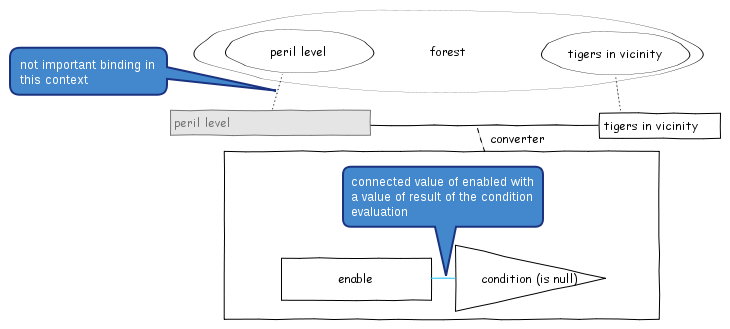 peril level
forest
tigers in vicinity
not important binding in
this context
peril level
tigers in vicinity
converter
connected value of enabled with
a value of result of the condition
evaluation
enable
condition (is null)